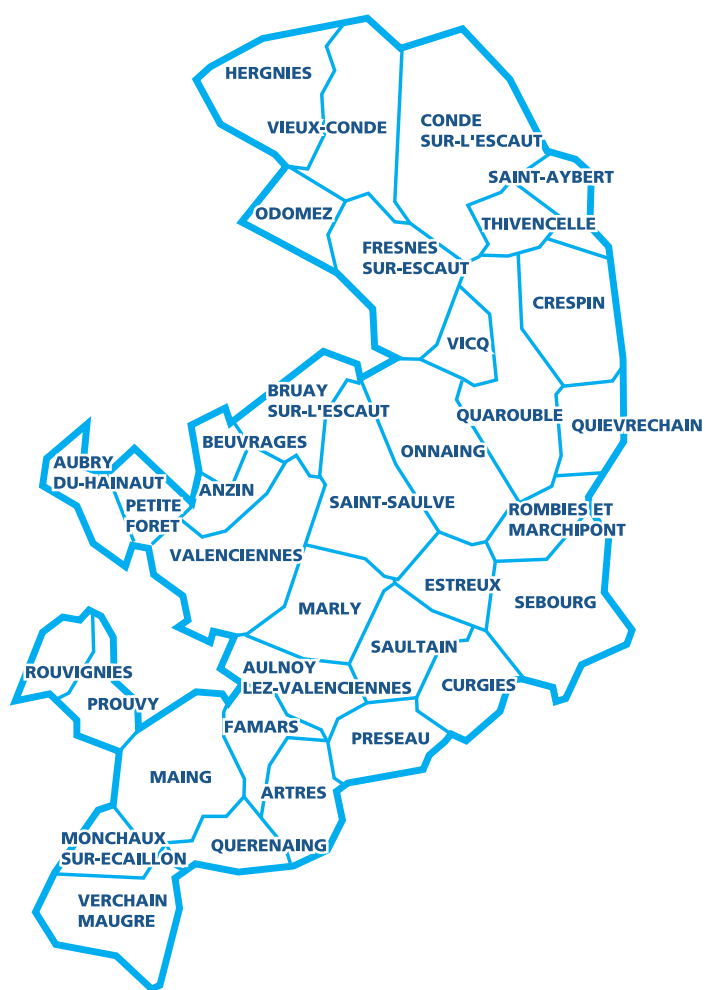 HERGNIES
VIEUX-CONDE
CONDE
SUR-L'ESCAUT
SAINT-AYBERT
ODOMEZ
THIVENCELLE
FRESNES
SUR-ESCAUT
CRESPIN
VICQ
BRUAY
SUR-L'ESCAUT
QUAROUBLE
QUIEVRECHAIN
BEUVRAGES
ONNAING
AUBRY
DU-HAINAUT
ANZIN
PETITE
FORET
SAINT-SAULVE
ROMBIES ET
MARCHIPONT
VALENCIENNES
ESTREUX
SEBOURG
MARLY
SAULTAIN
ROUVIGNIES
AULNOY
LEZ-VALENCIENNES
CURGIES
PROUVY
FAMARS
PRESEAU
MAING
ARTRES
MONCHAUX
SUR-ECAILLON
QUERENAING
VERCHAIN
MAUGRE